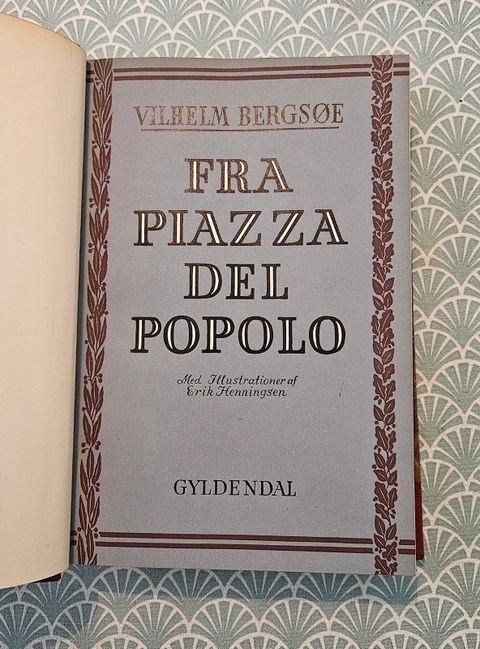 VILHELM BERGSØE
FRA
PIAZZA
DEL
POPOLO
Med Illustrationer af
Erik Henningsen
GYLDENDAL